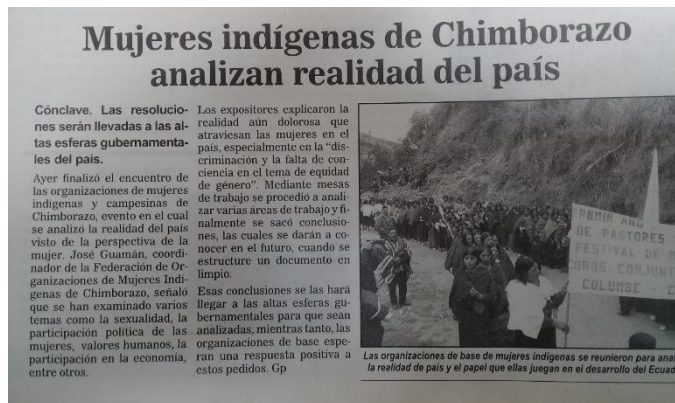 Mujeres indígenas de Chimborazo
analizan realidad del país
Cónclave. Las resolucio-
nes serán llevadas a las al-
tas esferas gubernamenta-
les del país.
Ayer finalizó el encuentro de
las organizaciones de mujeres
indígenas y campesinas de
Chimborazo, evento en el cual
se analizó la realidad del país
visto de la perspectiva de la
mujer. José Guamán, coordi-
nador de la Federación de Or-
ganizaciones de Mujeres Indí-
genas de Chimborazo, señaló
que se han examinado varios
temas como la sexualidad, la
participación política de las
mujeres, valores humanos, la
participación en la economía,
entre otros.
Los expositores explicaron la
realidad aún dolorosa que
atraviesan las mujeres en el
país, especialmente en la “dis-
criminación y la falta de con-
ciencia en el tema de equidad
de género”. Mediante mesas
de trabajo se procedió a anali-
zar varias áreas de trabajo y fi-
nalmente se sacó conclusio-
nes, las cuales se darán a co-
nocer en el futuro, cuando se
estructure un documento en
limpio.
Esas conclusiones se las hará
llegar a las altas esferas gu-
bernamentales para que sean
analizadas, mientras tanto, las
organizaciones de base espe-
ran una respuesta positiva a
estos pedidos. Gp
DE PASTORES
FESTIVAL DE
COROS CONJUNT
COLUMBE - C
Las organizaciones de base de mujeres indígenas se reunieron para anal
la realidad de país y el papel que ellas juegan en el desarrollo del Ecuad